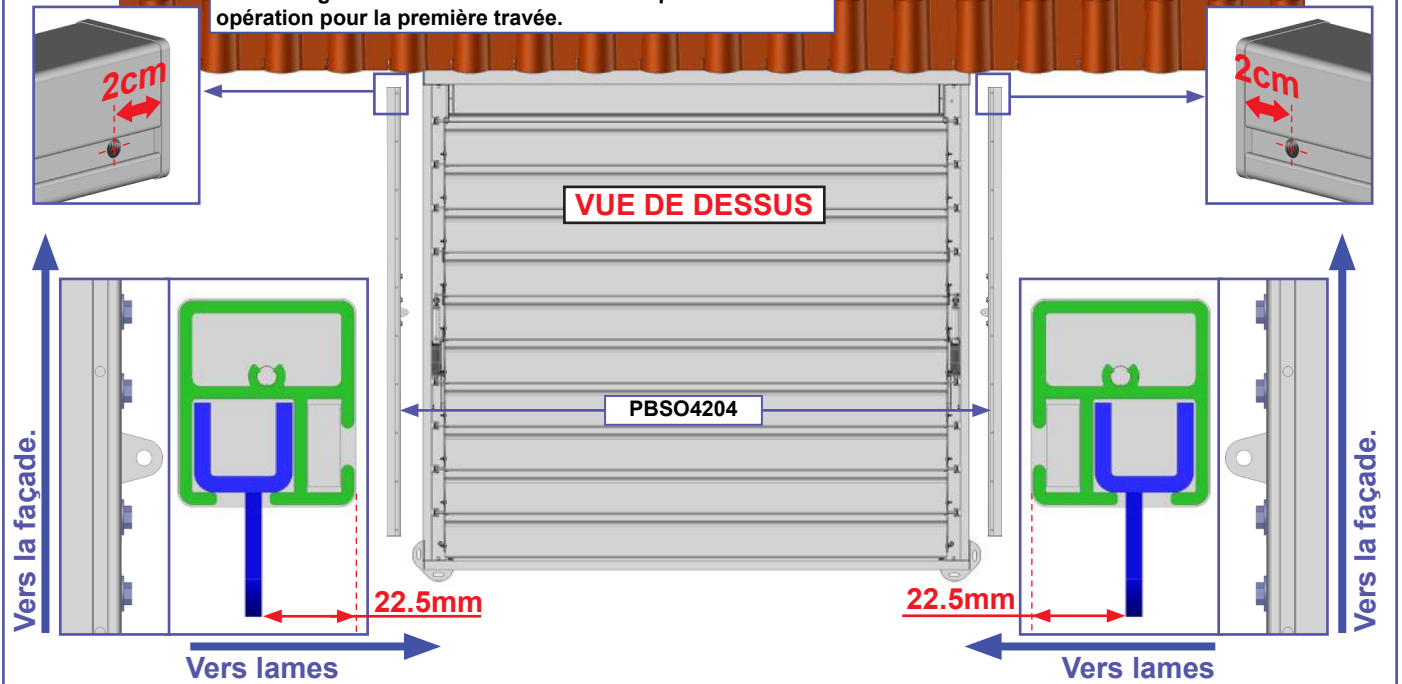 opération pour la première travée.
2cm
2cm
VUE DE DESSUS
PBSO4204
Vers la façade.
Vers la façade.
22.5mm
22.5mm
Vers lames
Vers lames